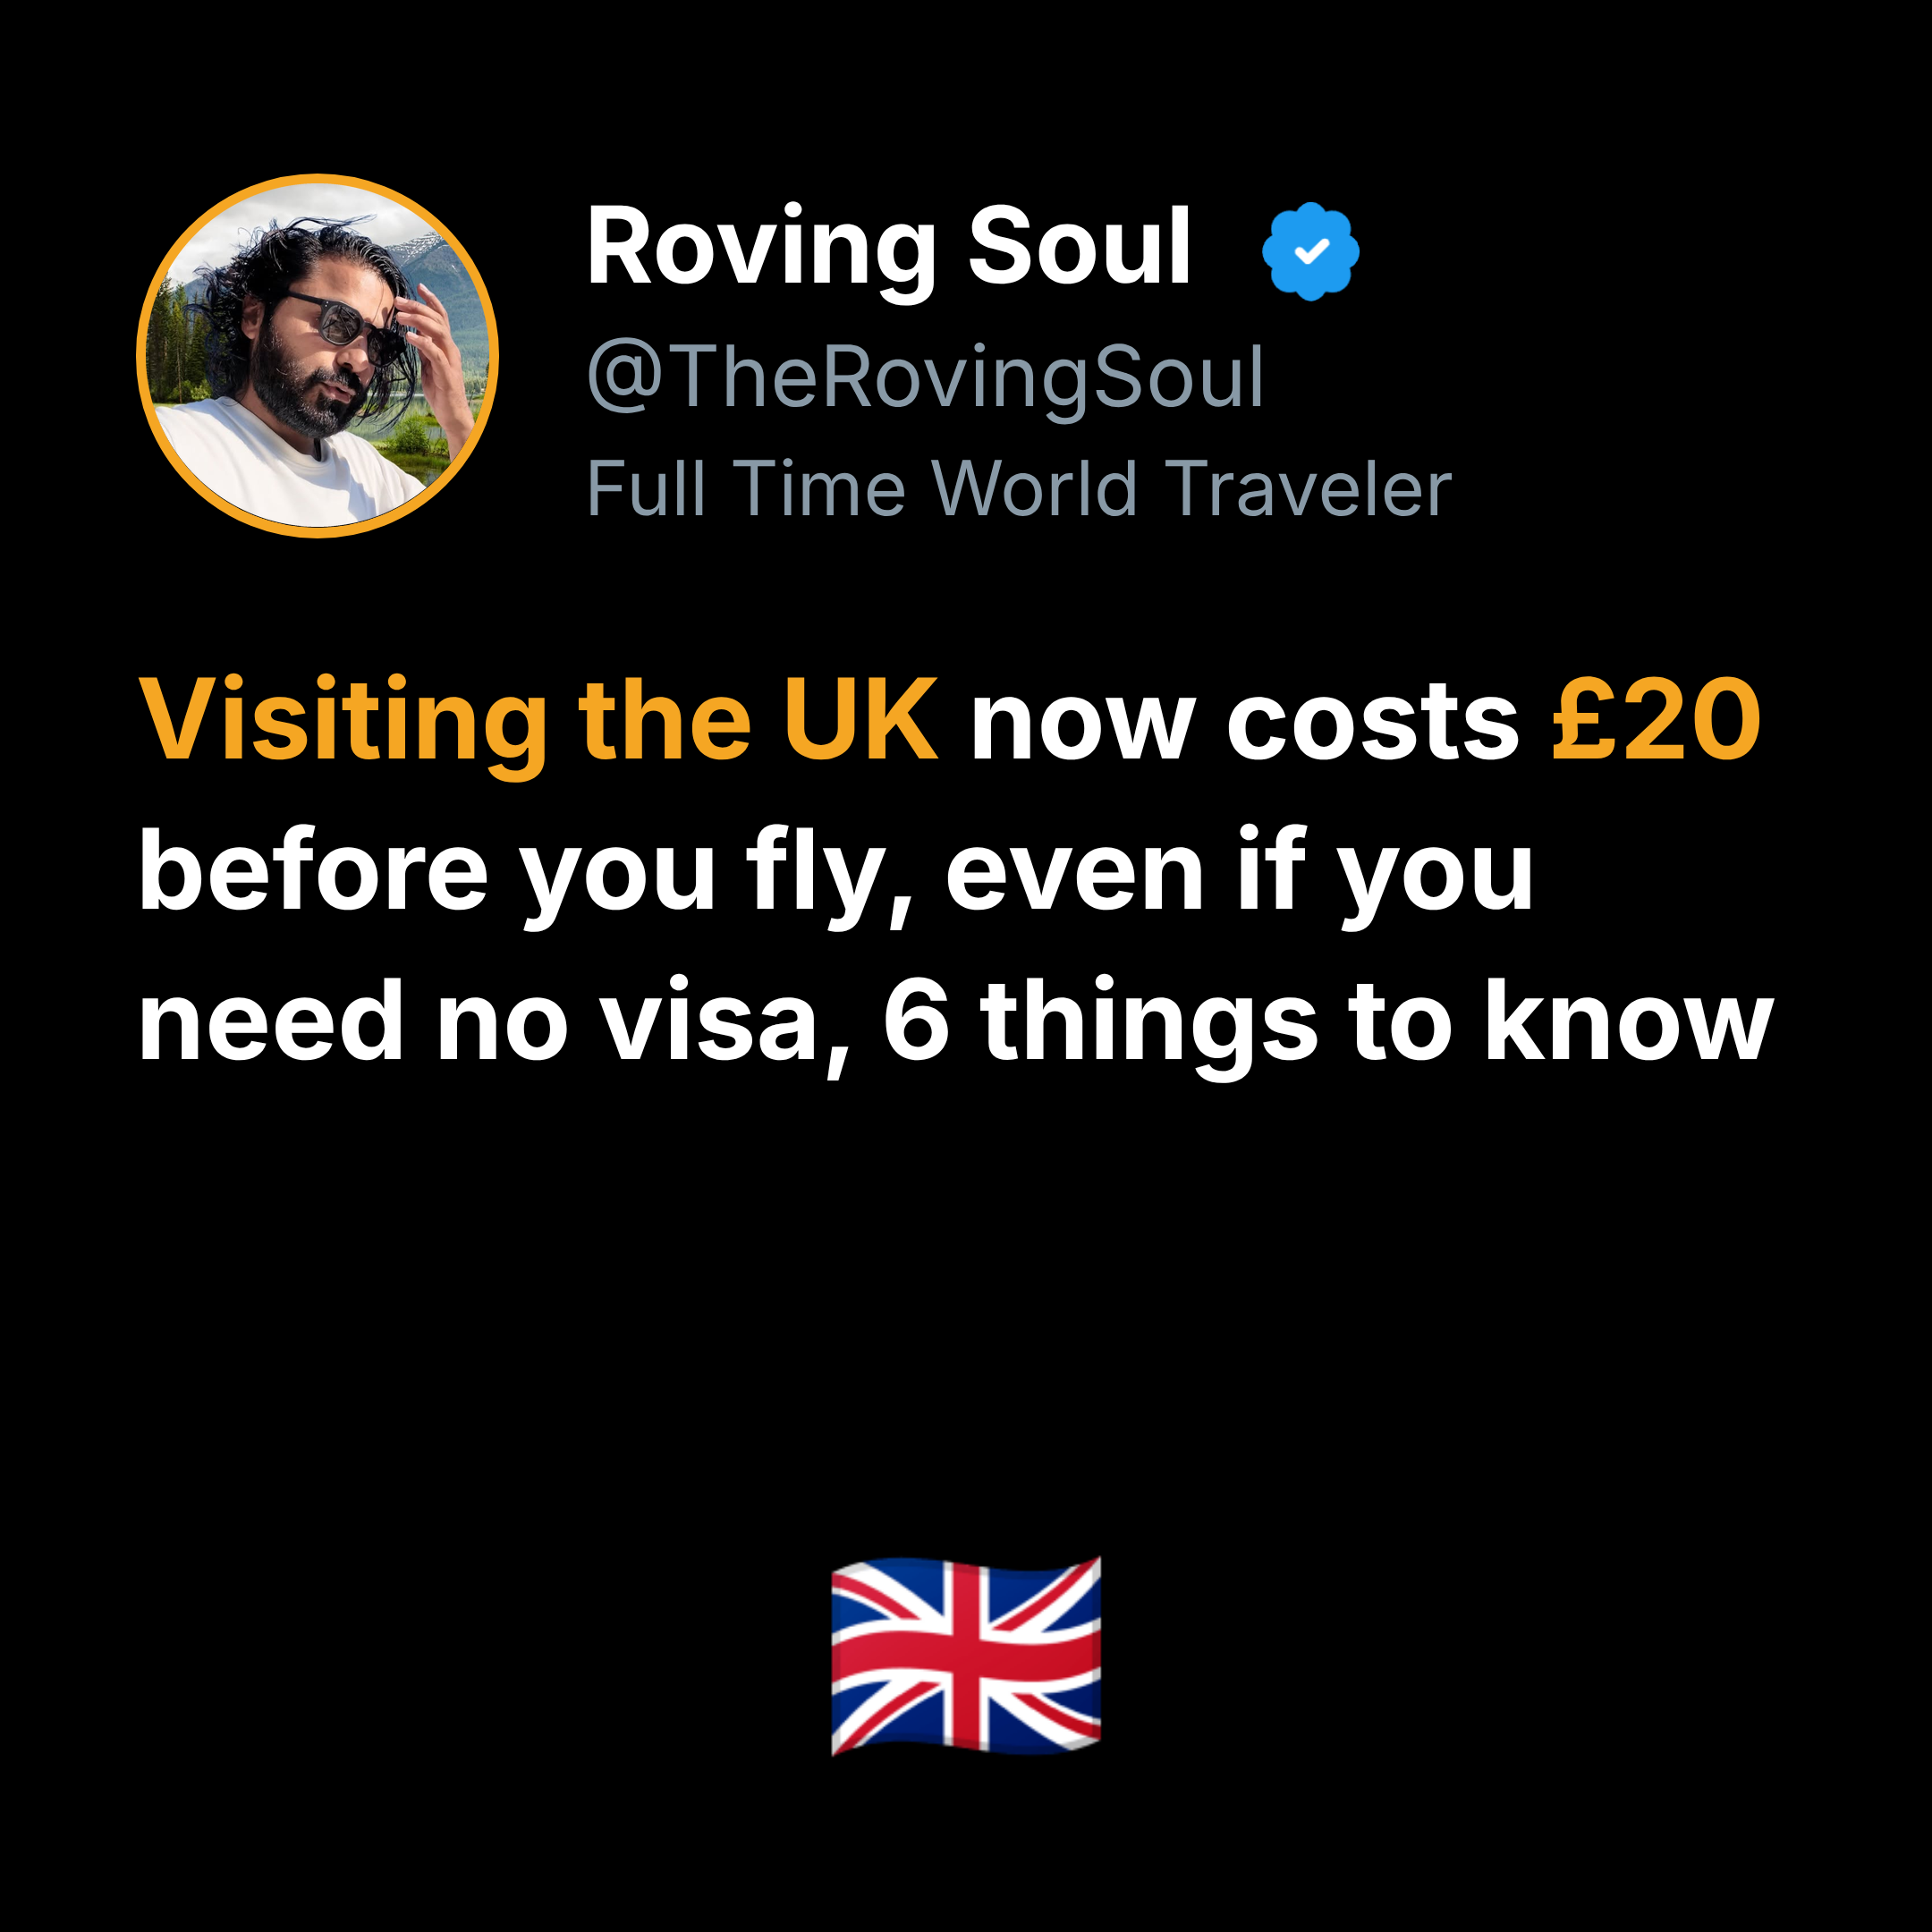 Roving Soul
@TheRovingSoul
Full Time World Traveler
Visiting the UK now costs £20
before you fly, even if you
need no visa, 6 things to know